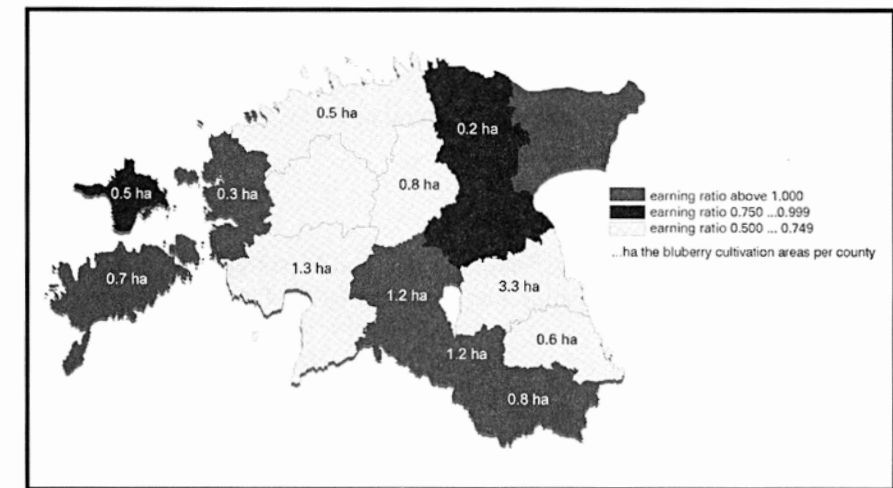 0.5 ha
0.2 ha
0.5 ha
0.3 ha
0.8 ha
earning ratio above 1.000
earning ratio 0.750 ...0.999
earning ratio 0.500 ... 0.749
...ha the bluberry cultivation areas per county
0.7 ha
1.3 ha
1.2 ha
3.3 ha
0.6 ha
1.2 ha
0.8 ha